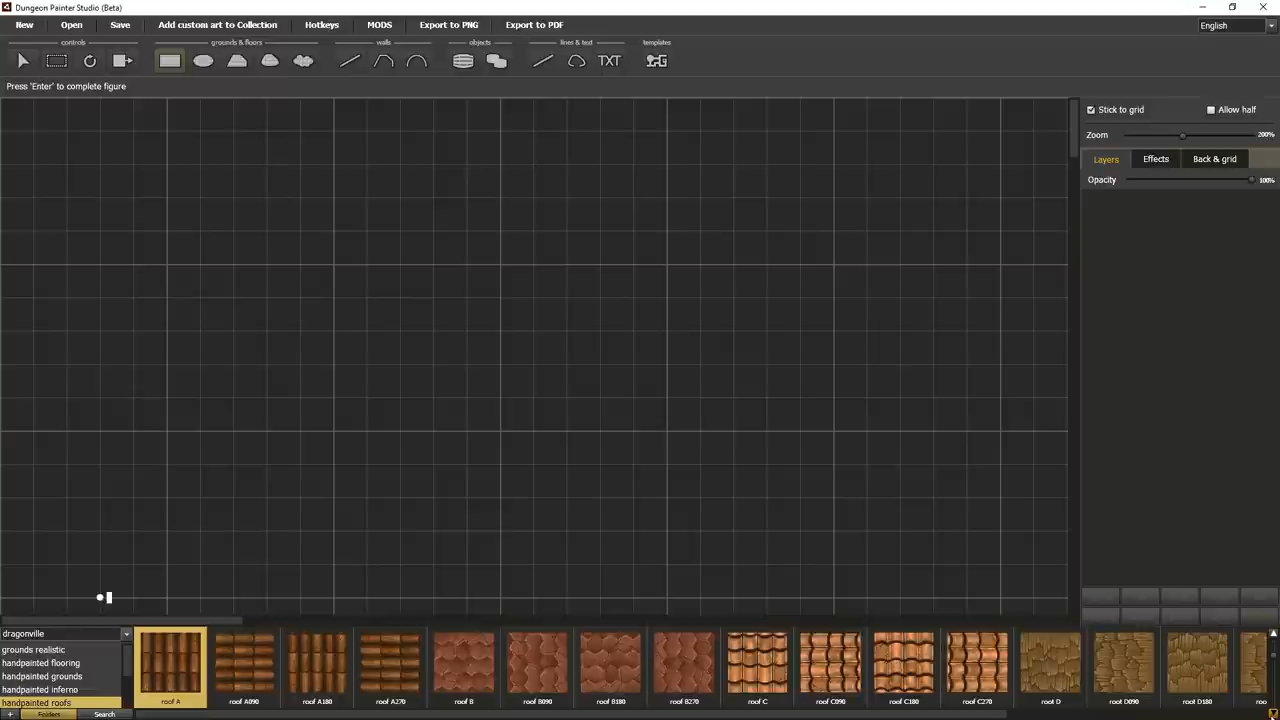 Dungeon Painter Studio (Beta)
New Open Save Add custom art to Collection Hotkeys MODS Export to PNG Export to PDF English
controls grounds & floors walls objects lines & text templates
TXT
Press 'Enter' to complete figure
Stick to grid Allow half
Zoom 200%
Layers Effects Back & grid
Opacity 100%
dragonville
grounds realistic
handpainted flooring
handpainted grounds
handpainted inferno
handpainted roofs
roof A roof A090 roof A180 roof A270 roof B roof B090 roof B180 roof B270 roof C roof C090 roof C180 roof C270 root D roof D090 roof D180 roo
+ Folders Search